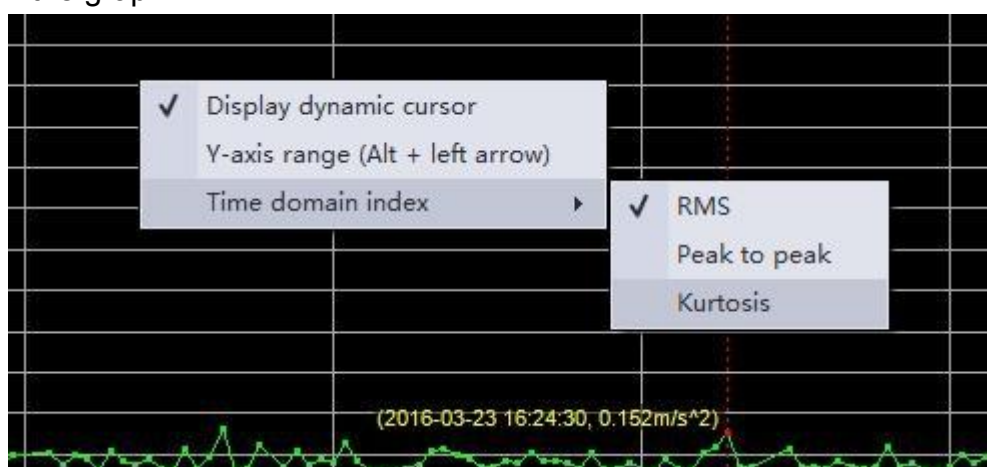 Display dynamic cursor
Y-axis range (Alt + left arrow)
Time domain index
RMS
Peak to peak
Kurtosis
(2016-03-23 16:24:30, 0.152m/s^2)